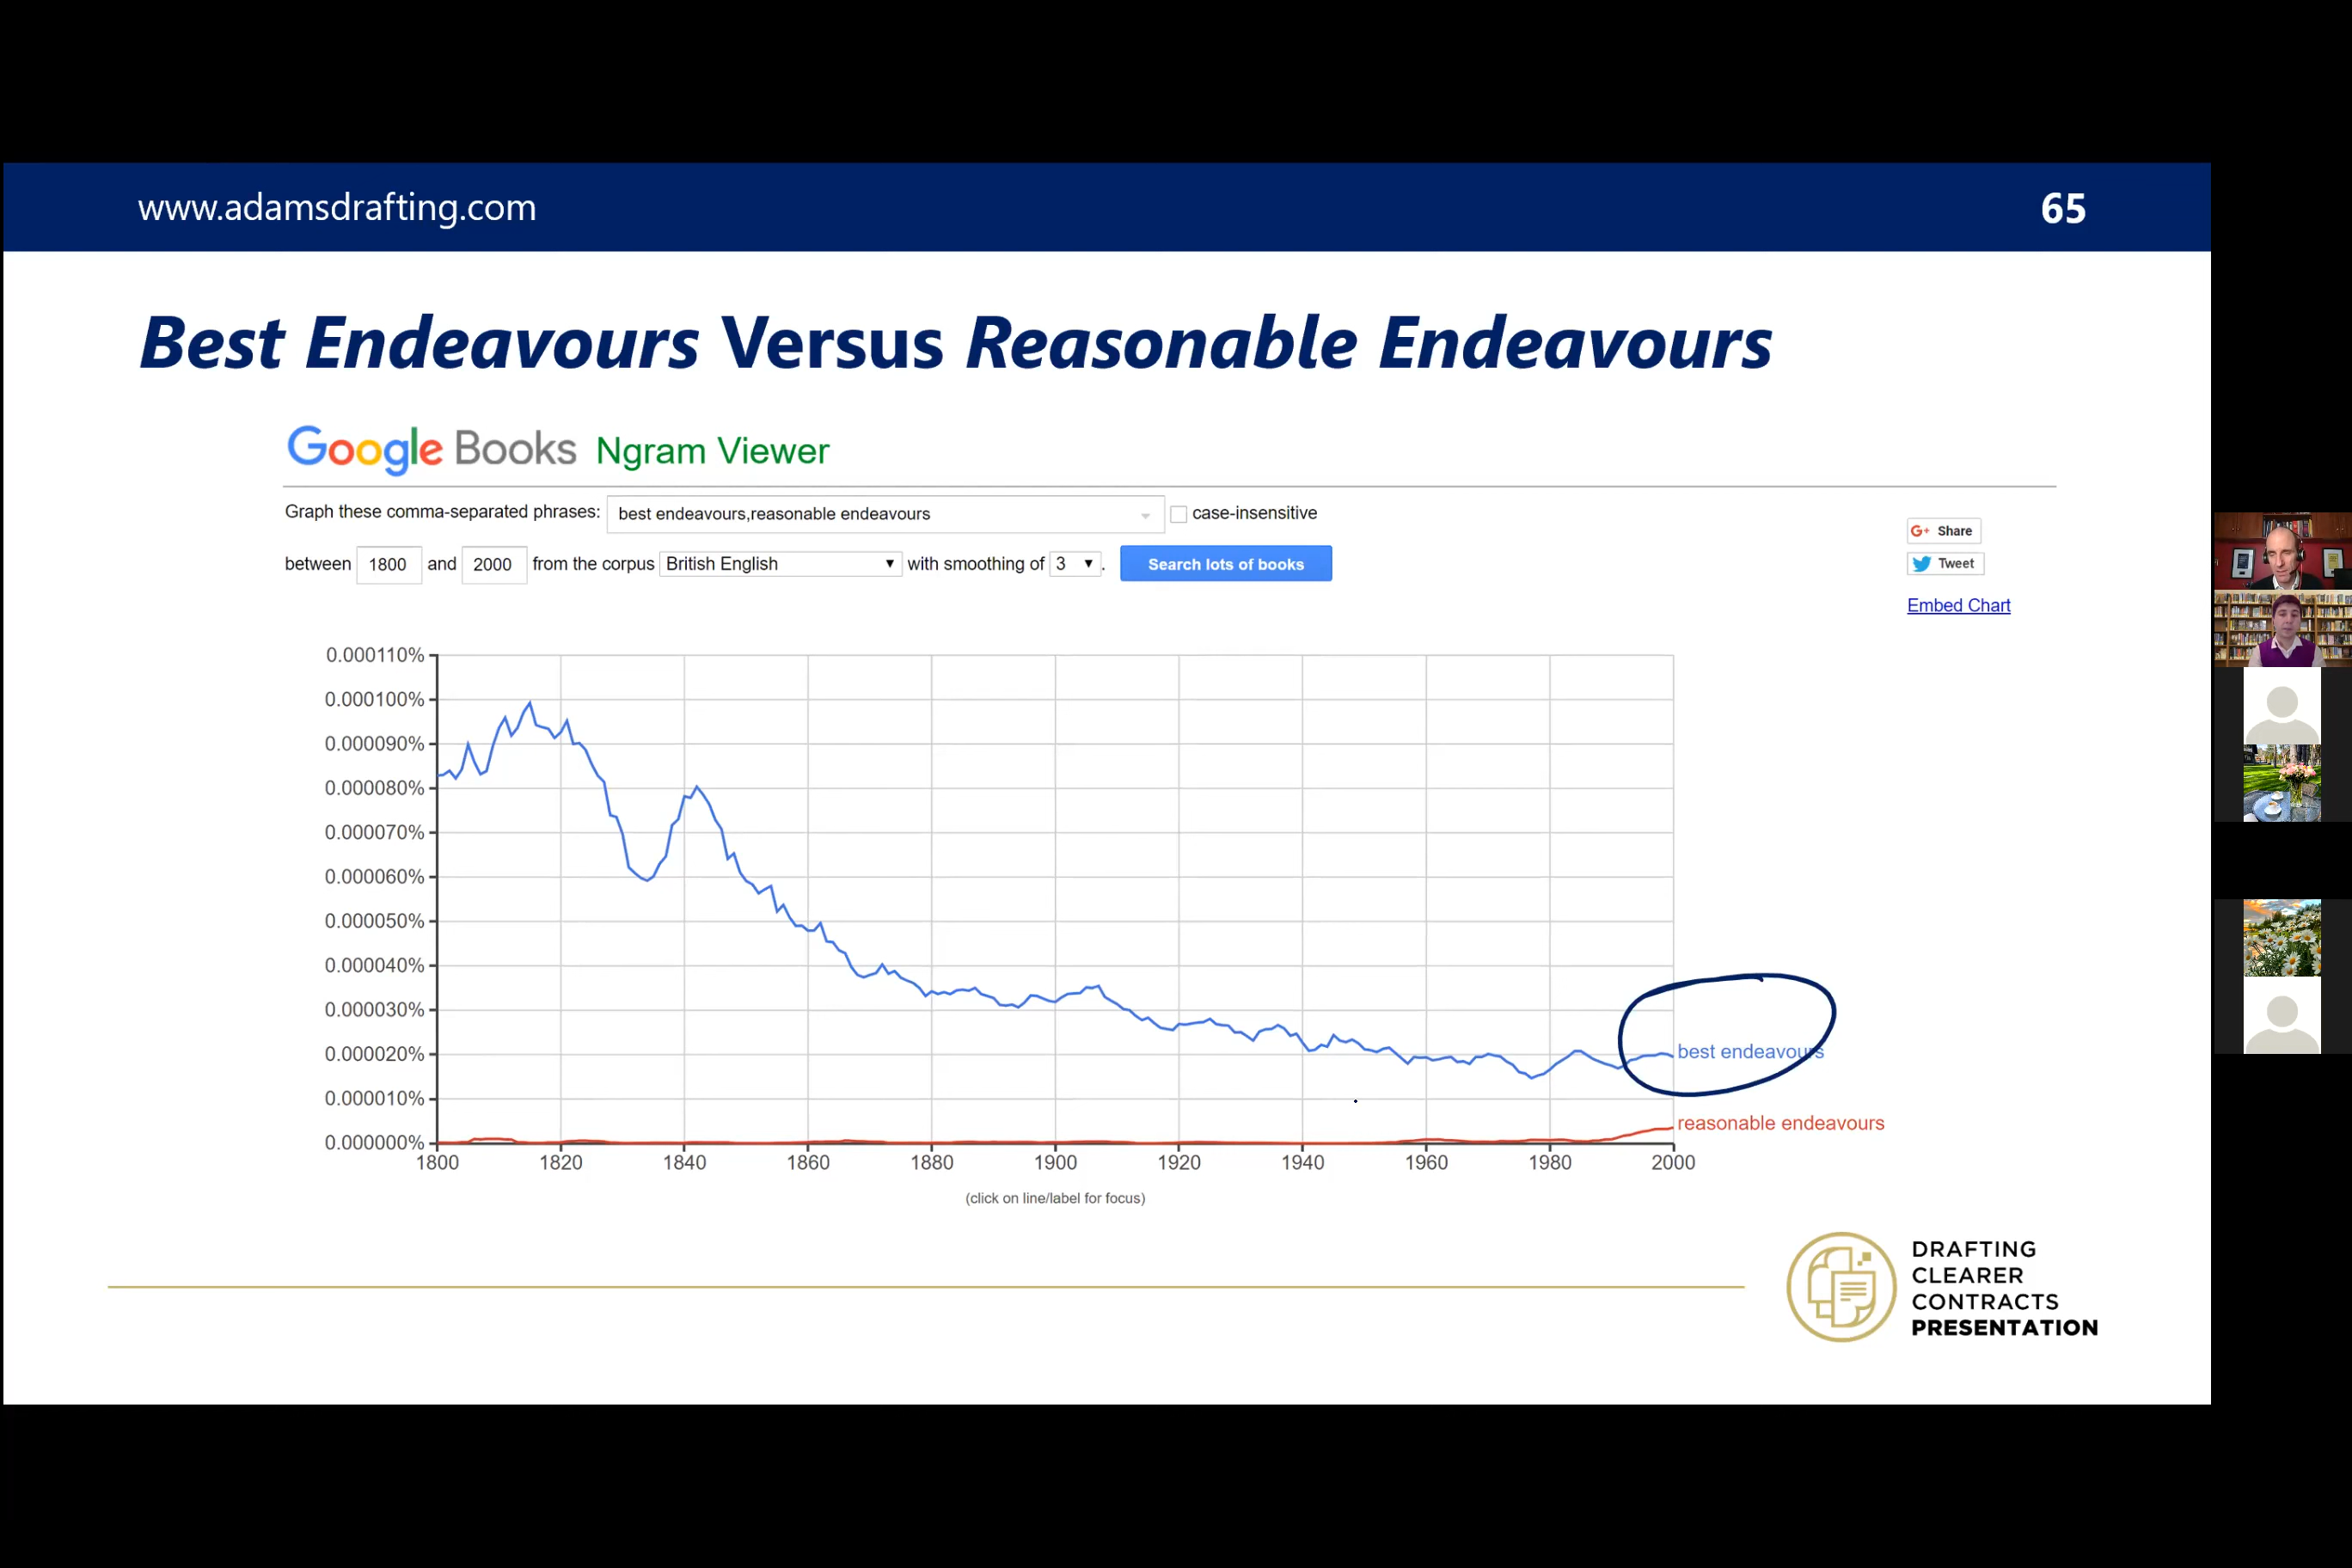 www.adamsdrafting.com 65
Best Endeavours Versus Reasonable Endeavours
Google Books Ngram Viewer
Graph these comma-separated phrases: best endeavours,reasonable endeavours case-insensitive
between 1800 and 2000 from the corpus British English with smoothing of 3 . Search lots of books
G+ Share
Tweet
Embed Chart
0.000110%
0.000100%
0.000090%
0.000080%
0.000070%
0.000060%
0.000050%
0.000040%
0.000030%
0.000020%
0.000010%
0.000000%
best endeavours
reasonable endeavours
1800 1820 1840 1860 1880 1900 1920 1940 1960 1980 2000
(click on line/label for focus)
DRAFTING
CLEARER
CONTRACTS
PRESENTATION